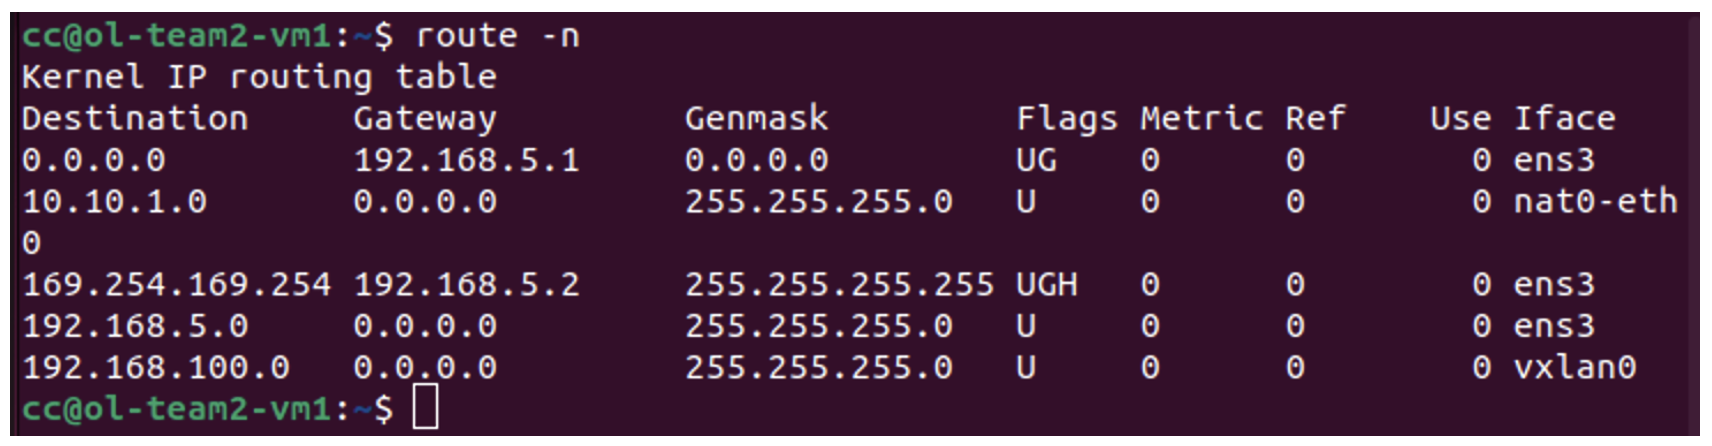 cc@ol-team2-vm1:~$ route -n
Kernel IP routing table
Destination     Gateway         Genmask         Flags Metric Ref    Use Iface
0.0.0.0         192.168.5.1     0.0.0.0         UG    0      0        0 ens3
10.10.1.0       0.0.0.0         255.255.255.0   U     0      0        0 nat0-eth
0
169.254.169.254 192.168.5.2     255.255.255.255 UGH   0      0        0 ens3
192.168.5.0     0.0.0.0         255.255.255.0   U     0      0        0 ens3
192.168.100.0   0.0.0.0         255.255.255.0   U     0      0        0 vxlan0
cc@ol-team2-vm1:~$